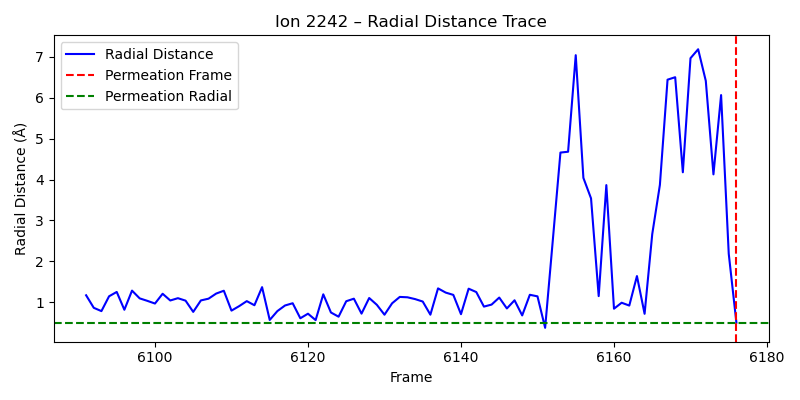 Ion 2242 – Radial Distance Trace
Radial Distance
Permeation Frame
Permeation Radial
Radial Distance (Å)
7
6
5
4
3
2
1
6100
6120
6140
6160
6180
Frame